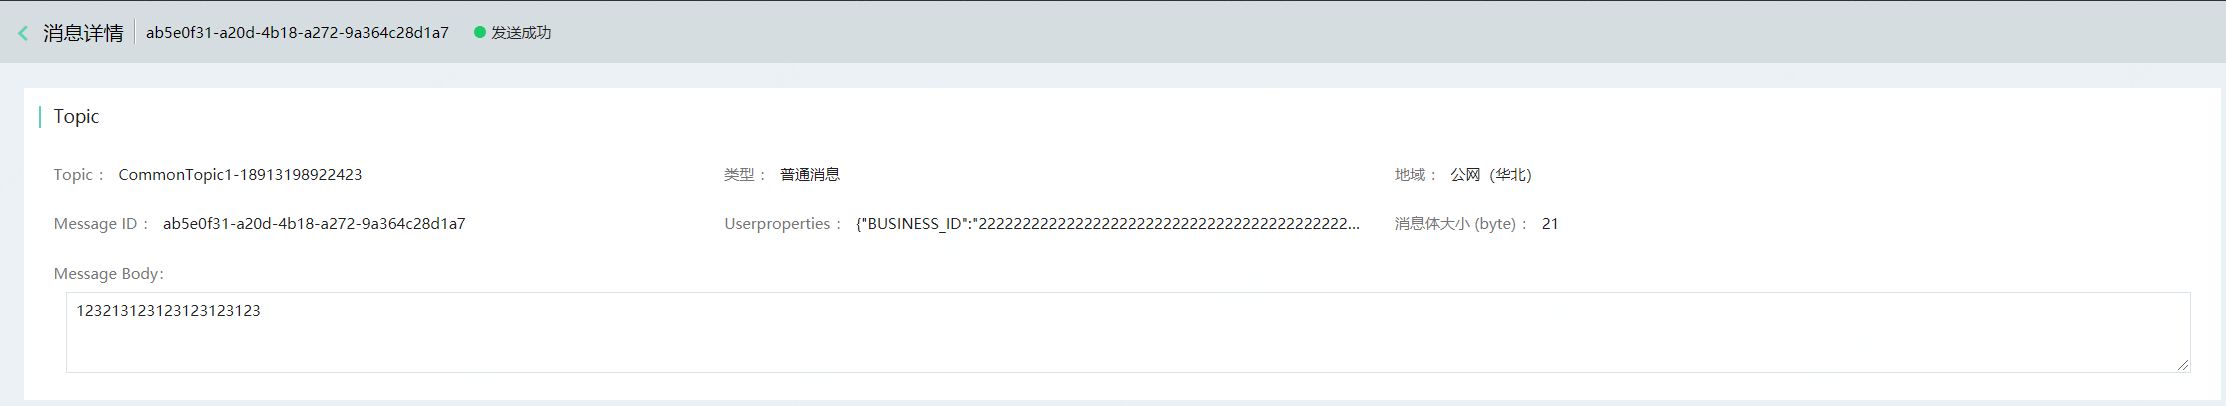 消息详情 ab5e0f31-a20d-4b18-a272-9a364c28d1a7 发送成功
Topic
Topic： CommonTopic1-18913198922423 类型： 普通消息 地域： 公网（华北）
Message ID： ab5e0f31-a20d-4b18-a272-9a364c28d1a7 Userproperties： {"BUSINESS_ID":"22222222222222222222222222222222222222222222... 消息体大小 (byte)： 21
Message Body:
123213123123123123123